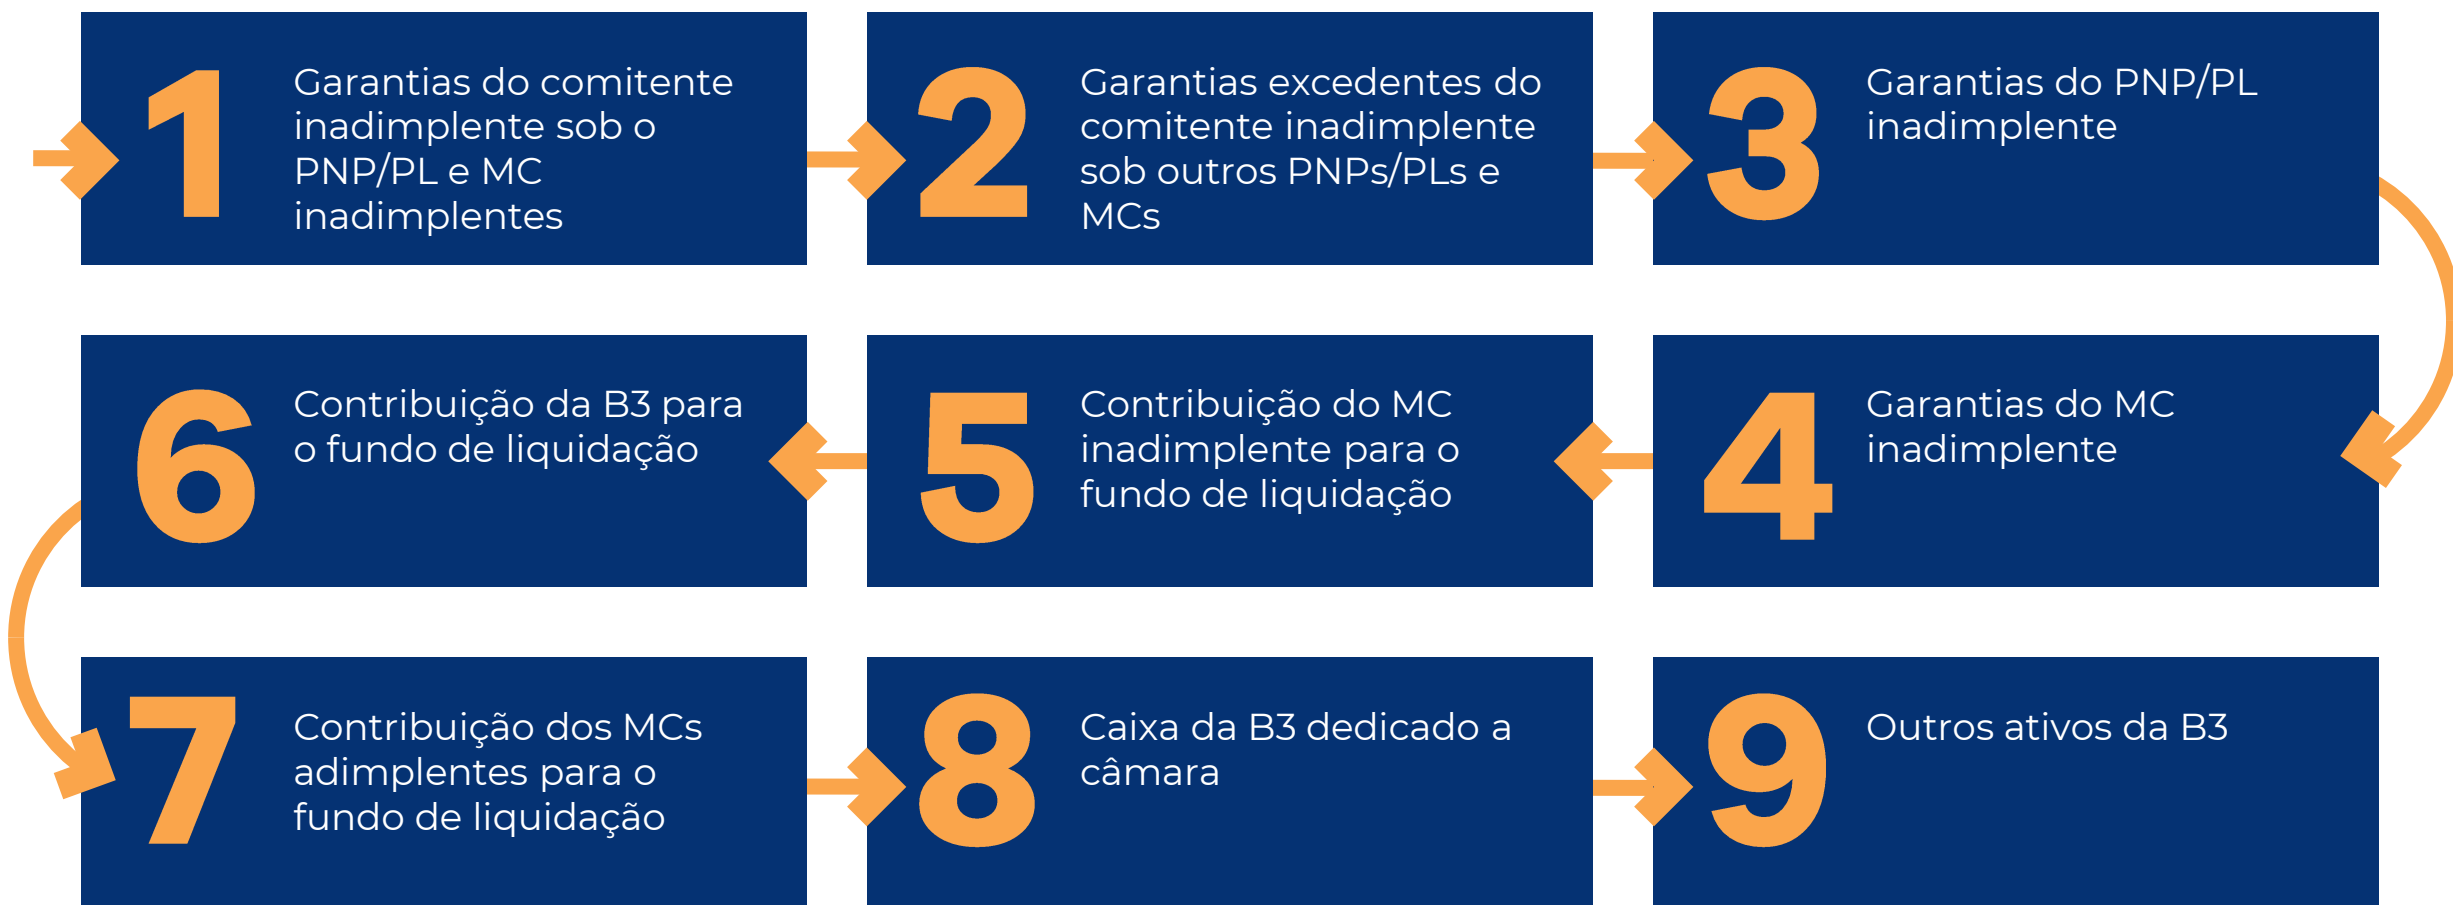 1
Garantias do comitente
inadimplente sob o
PNP/PL e MC
inadimplentes
2
Garantias excedentes do
comitente inadimplente
sob outros PNPs/PLs e
MCs
3
Garantias do PNP/PL
inadimplente
4
Garantias do MC
inadimplente
5
Contribuição do MC
inadimplente para o
fundo de liquidação
6
Contribuição da B3 para
o fundo de liquidação
7
Contribuição dos MCs
adimplentes para o
fundo de liquidação
8
Caixa da B3 dedicado a
câmara
9
Outros ativos da B3